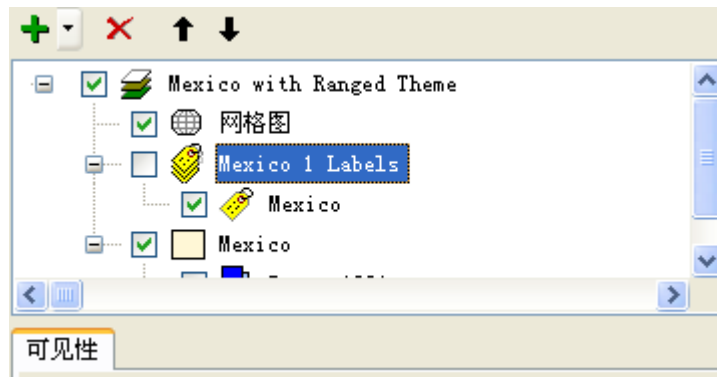 Mexico with Ranged Theme
网格图
Mexico 1 Labels
Mexico
Mexico
可见性